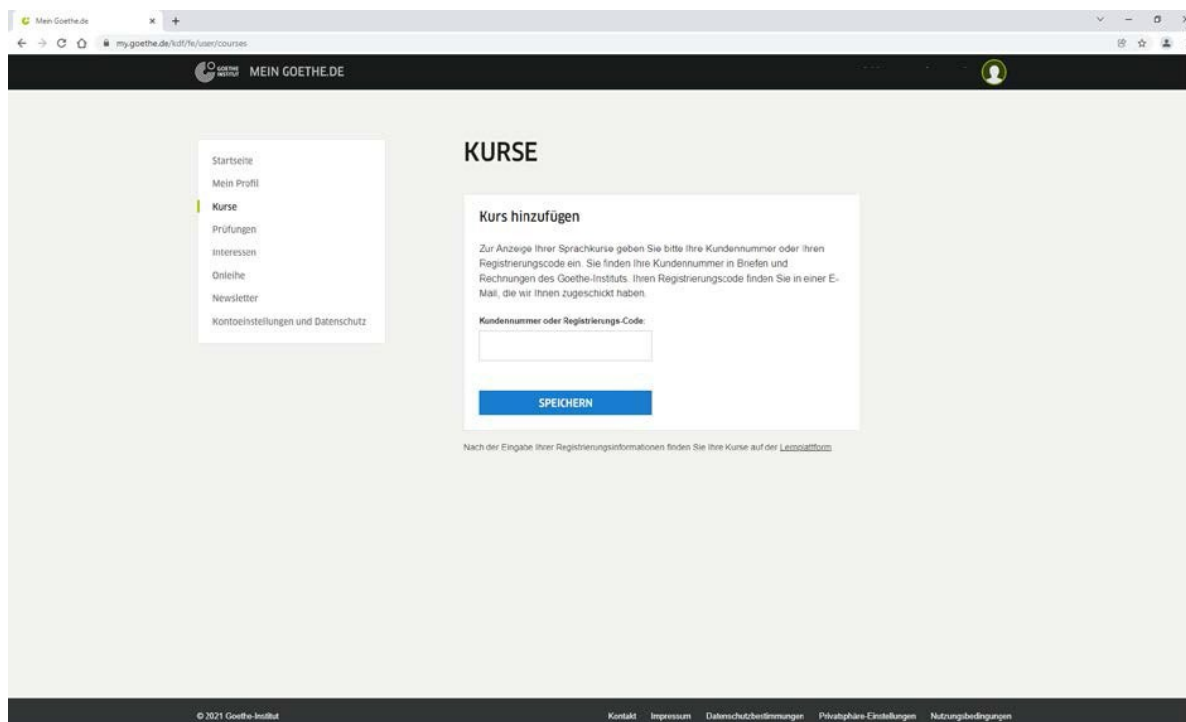 Mein Goethe.de
my.goethe.de/kdf/fe/user/courses
GOETHE INSTITUT MEIN GOETHE.DE
Startseite
Mein Profil
Kurse
Prüfungen
Interessen
Onleihe
Newsletter
Kontoeinstellungen und Datenschutz
KURSE
Kurs hinzufügen
Zur Anzeige Ihrer Sprachkurse geben Sie bitte Ihre Kundennummer oder Ihren
Registrierungscode ein. Sie finden Ihre Kundennummer in Briefen und
Rechnungen des Goethe-Instituts. Ihren Registrierungscode finden Sie in einer E-
Mail, die wir Ihnen zugeschickt haben.
Kundennummer oder Registrierungs-Code:
SPEICHERN
Nach der Eingabe Ihrer Registrierungsinformationen finden Sie Ihre Kurse auf der Lernplattform
© 2021 Goethe-Institut Kontakt Impressum Datenschutzbestimmungen Privatsphäre-Einstellungen Nutzungsbedingungen